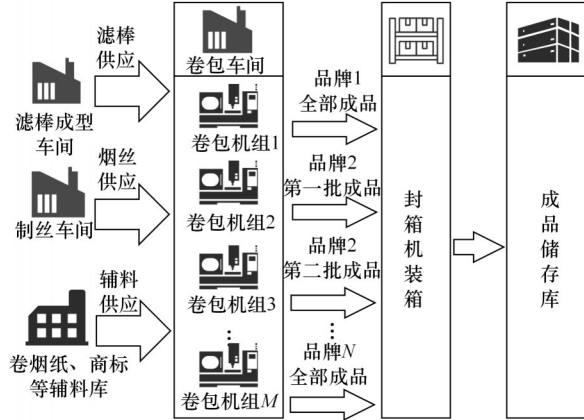 滤棒
供应
滤棒成型
车间
烟丝
供应
制丝车间
辅料
供应
卷烟纸、商标
等辅料库
卷包车间
卷包机组1
卷包机组2
卷包机组3
⋮
卷包机组M
品牌1
全部成品
品牌2
第一批成品
品牌2
第二批成品
⋮
品牌N
全部成品
封
箱
机
装
箱
成
品
储
存
库